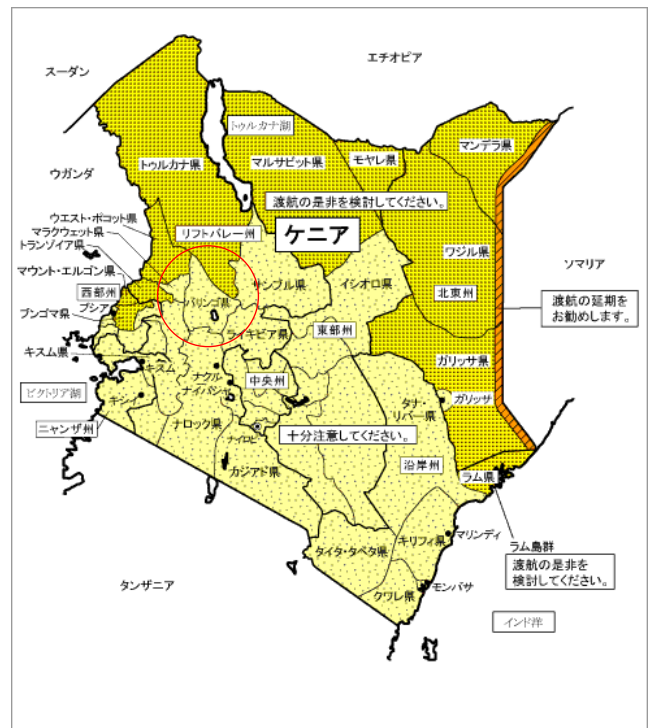 エチオピア
スーダン
トゥルカナ湖
マンデラ県
モヤレ県
マルサビット県
トゥルカナ県
ウガンダ
渡航の是非を検討してください。
ウエスト・ポコット県
マラクウェット県
トランゾイア県
リフトバレー州
ケニア
ワジル県
ソマリア
マウント・エルゴン県
サンブル県
イシオロ県
北東州
西部州
ブシア
バリンゴ県
渡航の延期を
お勧めします。
ブンゴマ県
ライキピア県
東部州
キスム県
キスム
ナクル
ナイバシャ
中央州
ガリッサ県
ビクトリア湖
キシイ
タナ・
リバー県
ガリッサ
ニャンザ州
ナロック県
ナイロビ
十分注意してください。
カジアド県
沿岸州
ラム県
キリフィ県
マリンディ
ラム島群
タイタ・タベタ県
渡航の是非を
検討してください。
タンザニア
クワレ県
モンバサ
インド洋